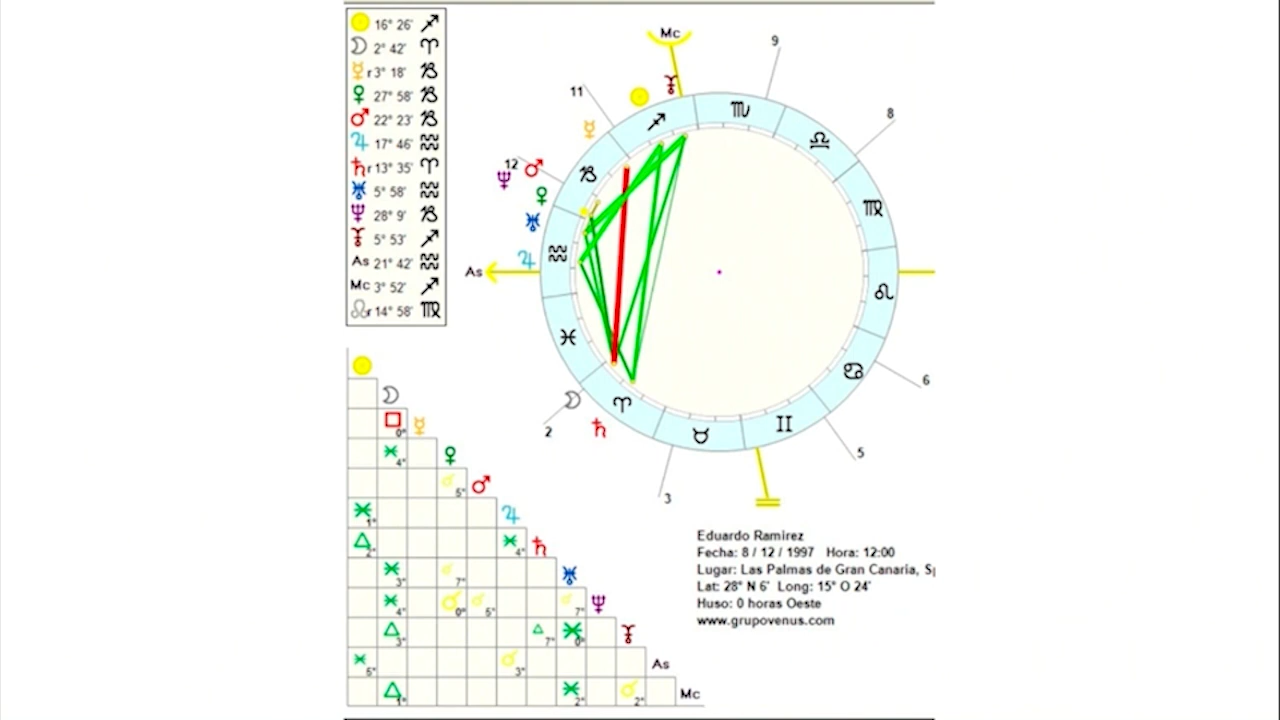 16° 26' ♐
2° 42' ♈
r 3° 18' ♑
27° 58' ♑
22° 23' ♑
17° 46' ♒
r 13° 35' ♈
5° 58' ♒
28° 9' ♑
5° 53' ♐
As 21° 42' ♒
Mc 3° 52' ♐
r 14° 58' ♍
Mc
9
11
8
12
As
6
2
5
3
0°
4°
5°
1°
2° 4°
3° 7°
4° 0° 5° 7°
3° 7° 0°
As
5° 3°
Mc
1° 2° 2°
Eduardo Ramirez
Fecha: 8 / 12 / 1997 Hora: 12:00
Lugar: Las Palmas de Gran Canaria, Sp
Lat: 28° N 6' Long: 15° O 24'
Huso: 0 horas Oeste
www.grupovenus.com